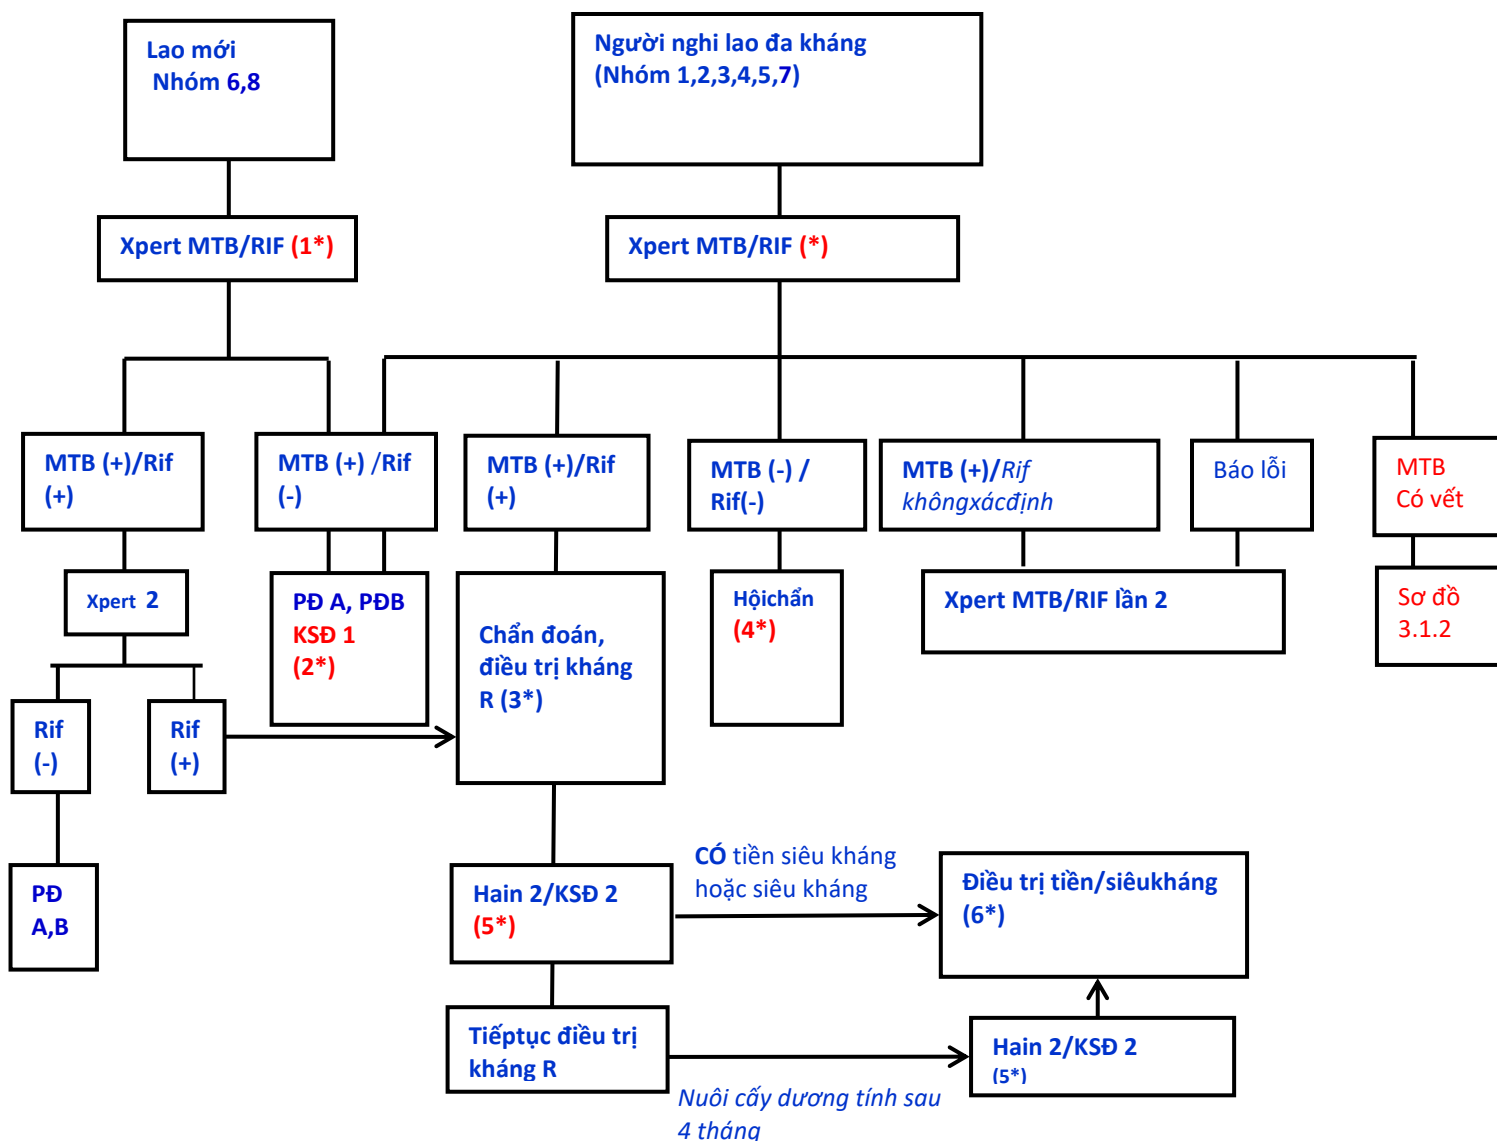 Lao mới
Nhóm 6,8
Người nghi lao đa kháng
(Nhóm 1,2,3,4,5,7)
Xpert MTB/RIF (1*)
Xpert MTB/RIF (*)
MTB (+)/Rif
(+)
MTB (+) /Rif
(-)
MTB (+)/Rif
(+)
MTB (-) /
Rif(-)
MTB (+)/Rif
khôngxácđịnh
Báo lỗi
MTB
Có vết
Xpert 2
PĐ A, PĐB
KSĐ 1
(2*)
Chẩn đoán,
điều trị kháng
R (3*)
Hộichẩn
(4*)
Xpert MTB/RIF lần 2
Sơ đồ
3.1.2
Rif
(-)
Rif
(+)
PĐ
A,B
Hain 2/KSĐ 2
(5*)
CÓ tiền siêu kháng
hoặc siêu kháng
Điều trị tiền/siêukháng
(6*)
Tiếptục điều trị
kháng R
Hain 2/KSĐ 2
(5*)
Nuôi cấy dương tính sau
4 tháng